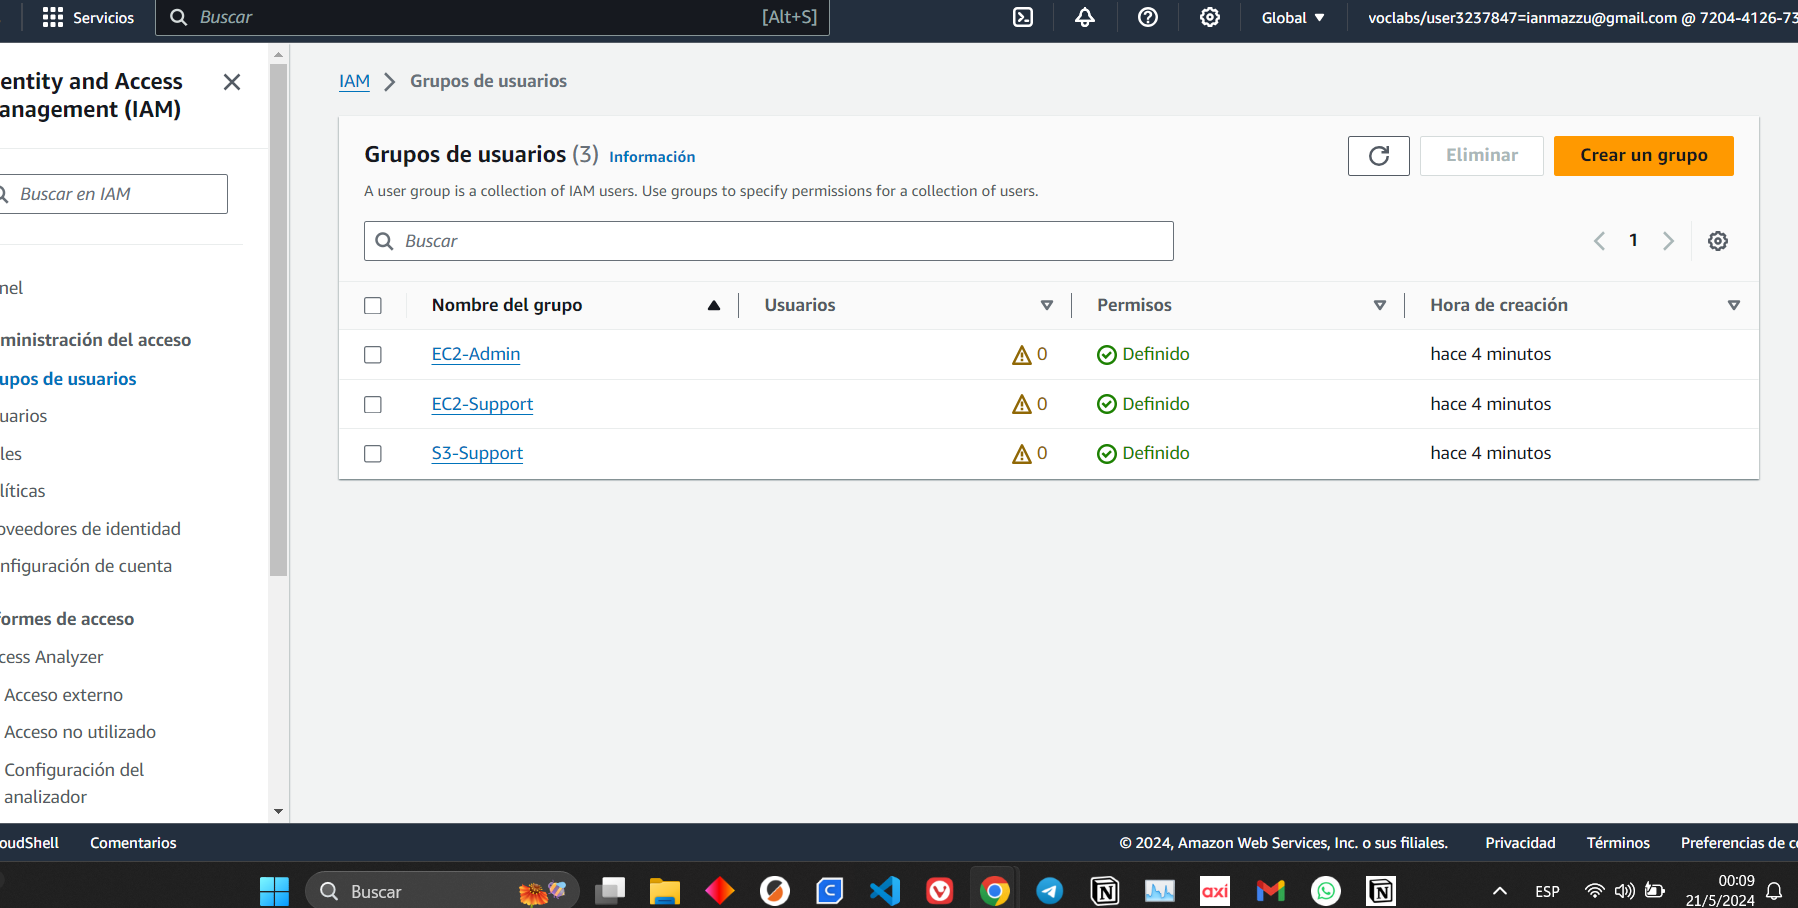 Servicios
Buscar
[Alt+S]
Global
voclabs/user3237847=ianmazzu@gmail.com @ 7204-4126-73
entity and Access
anagement (IAM)
Buscar en IAM
nel
ministración del acceso
upos de usuarios
uarios
les
líticas
oveedores de identidad
nfiguración de cuenta
formes de acceso
cess Analyzer
Acceso externo
Acceso no utilizado
Configuración del
analizador
IAM
Grupos de usuarios
Grupos de usuarios (3) Información
A user group is a collection of IAM users. Use groups to specify permissions for a collection of users.
Eliminar
Crear un grupo
Buscar
1
Nombre del grupo Usuarios Permisos Hora de creación
EC2-Admin 0 Definido hace 4 minutos
EC2-Support 0 Definido hace 4 minutos
S3-Support 0 Definido hace 4 minutos
oudShell Comentarios © 2024, Amazon Web Services, Inc. o sus filiales. Privacidad Términos Preferencias de co
Buscar
axi
ESP
00:09
21/5/2024